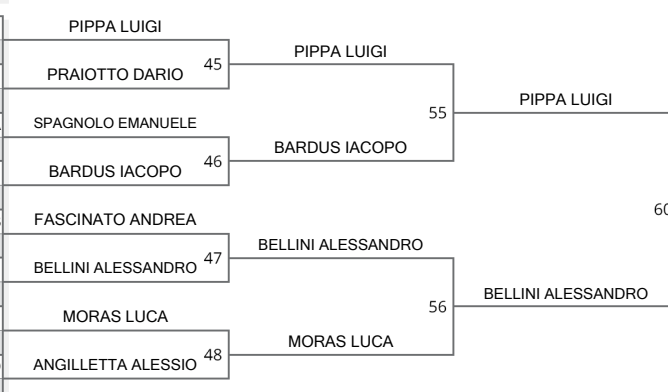 PIPPA LUIGI
PRAIOTTO DARIO
45
SPAGNOLO EMANUELE
BARDUS IACOPO
46
FASCINATO ANDREA
BELLINI ALESSANDRO
47
MORAS LUCA
ANGILLETTA ALESSIO
48
PIPPA LUIGI
BARDUS IACOPO
55
BELLINI ALESSANDRO
MORAS LUCA
56
PIPPA LUIGI
BELLINI ALESSANDRO
60